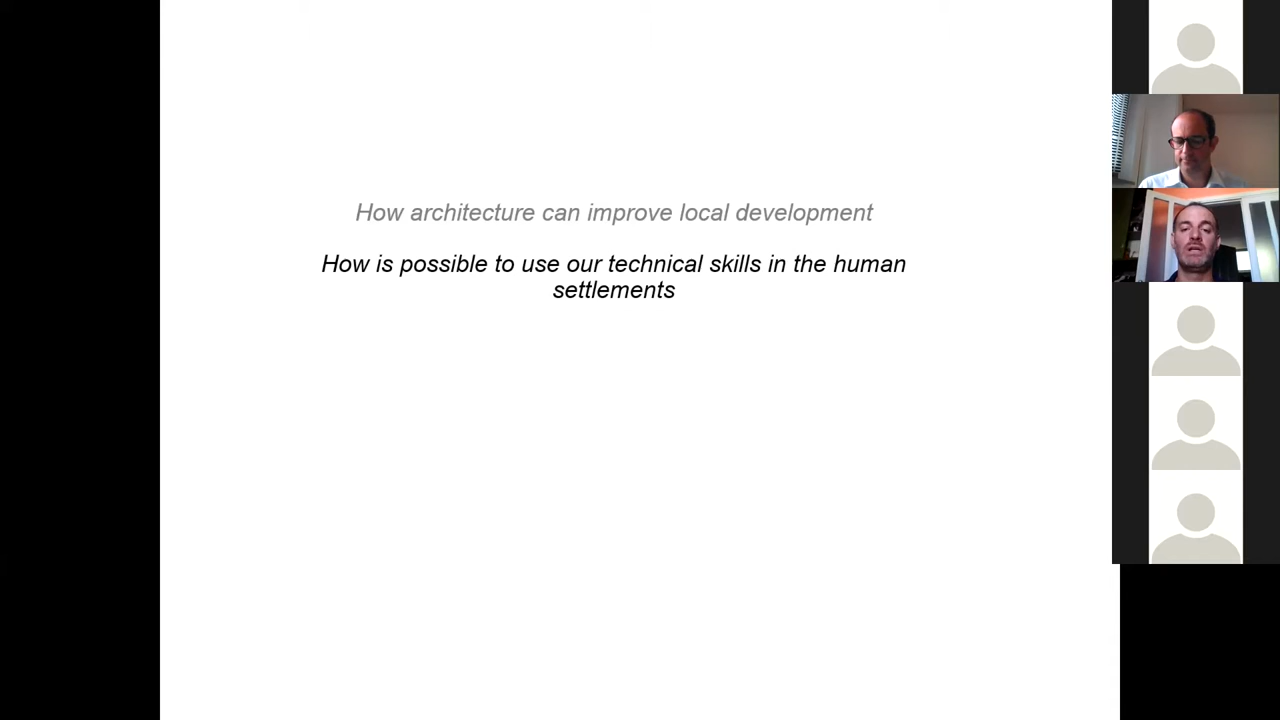 How architecture can improve local development
How is possible to use our technical skills in the human
settlements